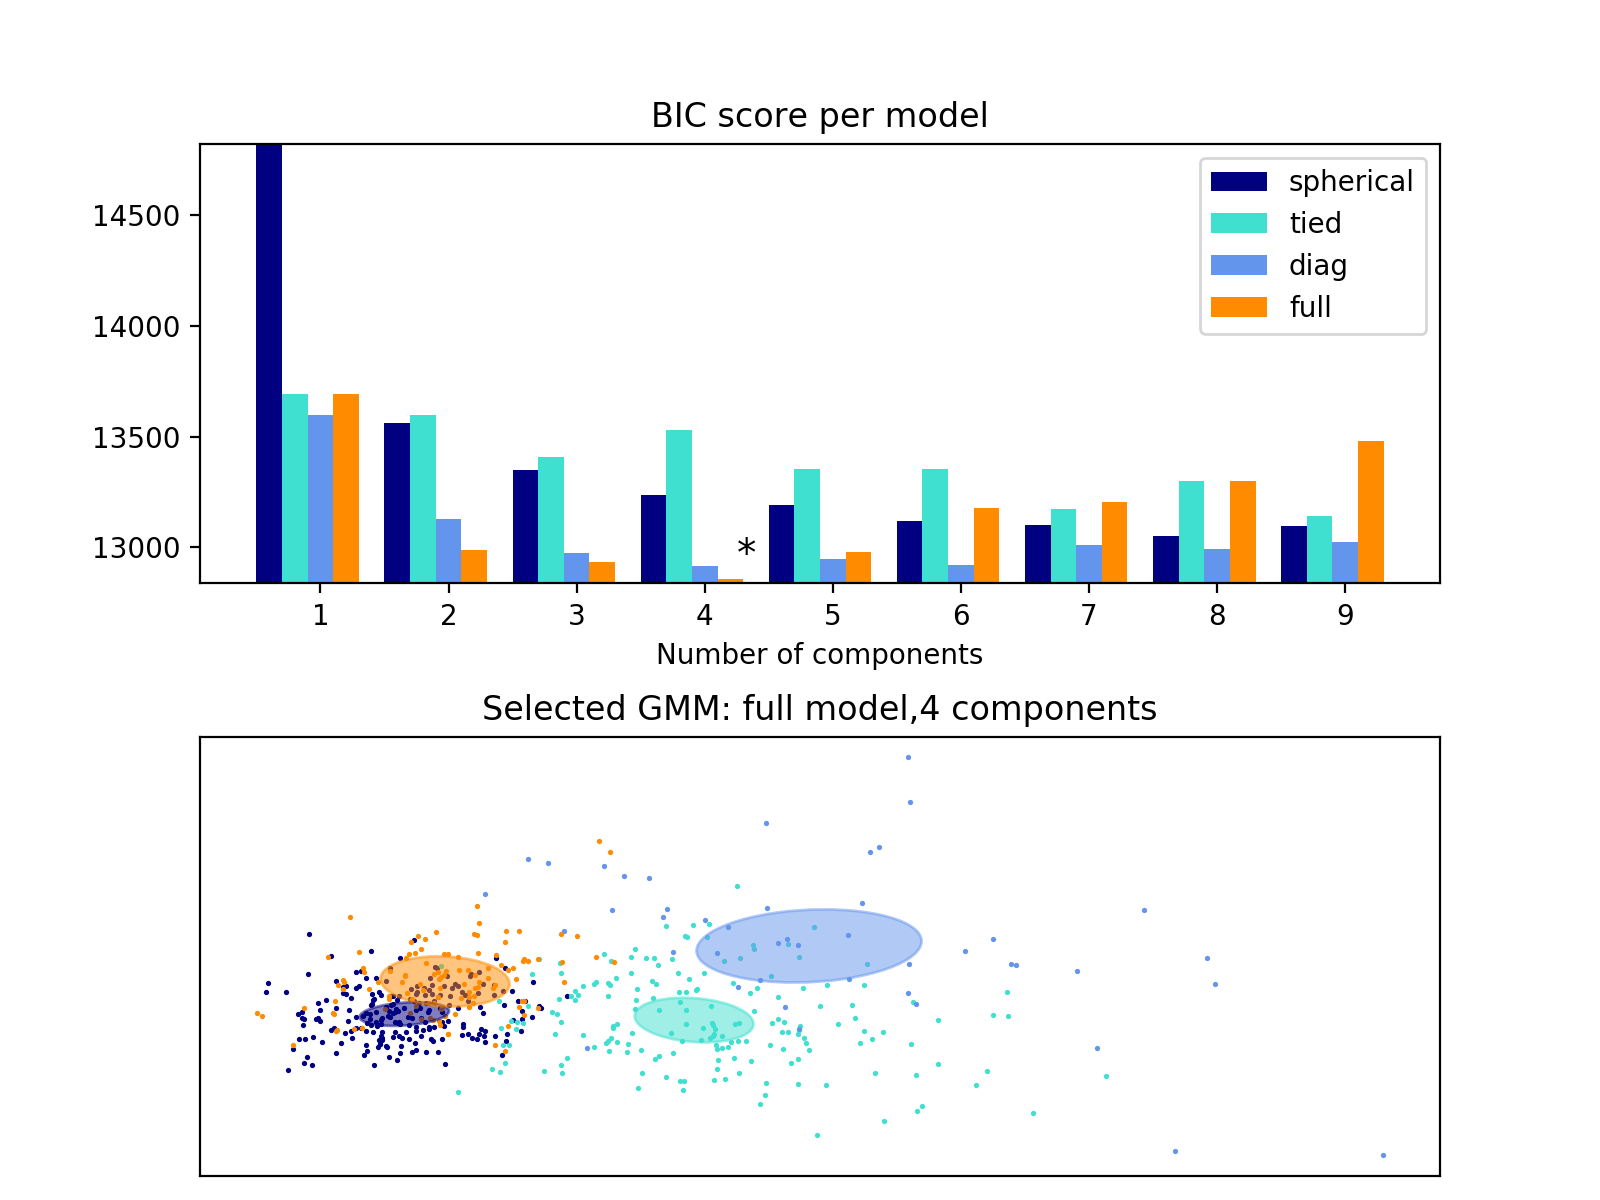 BIC score per model
14500
14000
13500
13000
spherical
tied
diag
full
*
1 2 3 4 5 6 7 8 9
Number of components
Selected GMM: full model,4 components